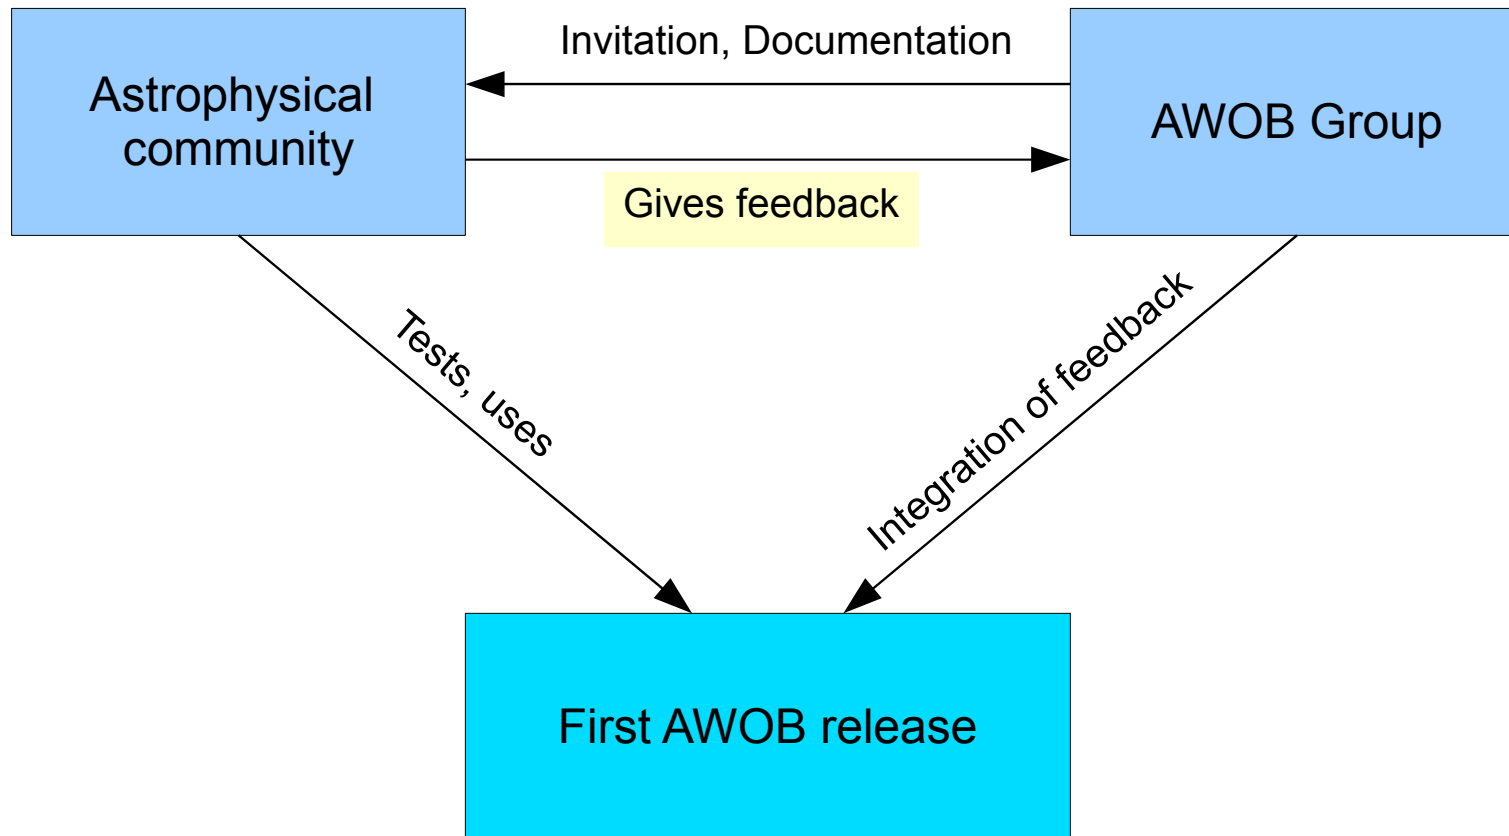 Invitation, Documentation
Astrophysical
community
AWOB Group
Gives feedback
Tests, uses
Integration of feedback
First AWOB release